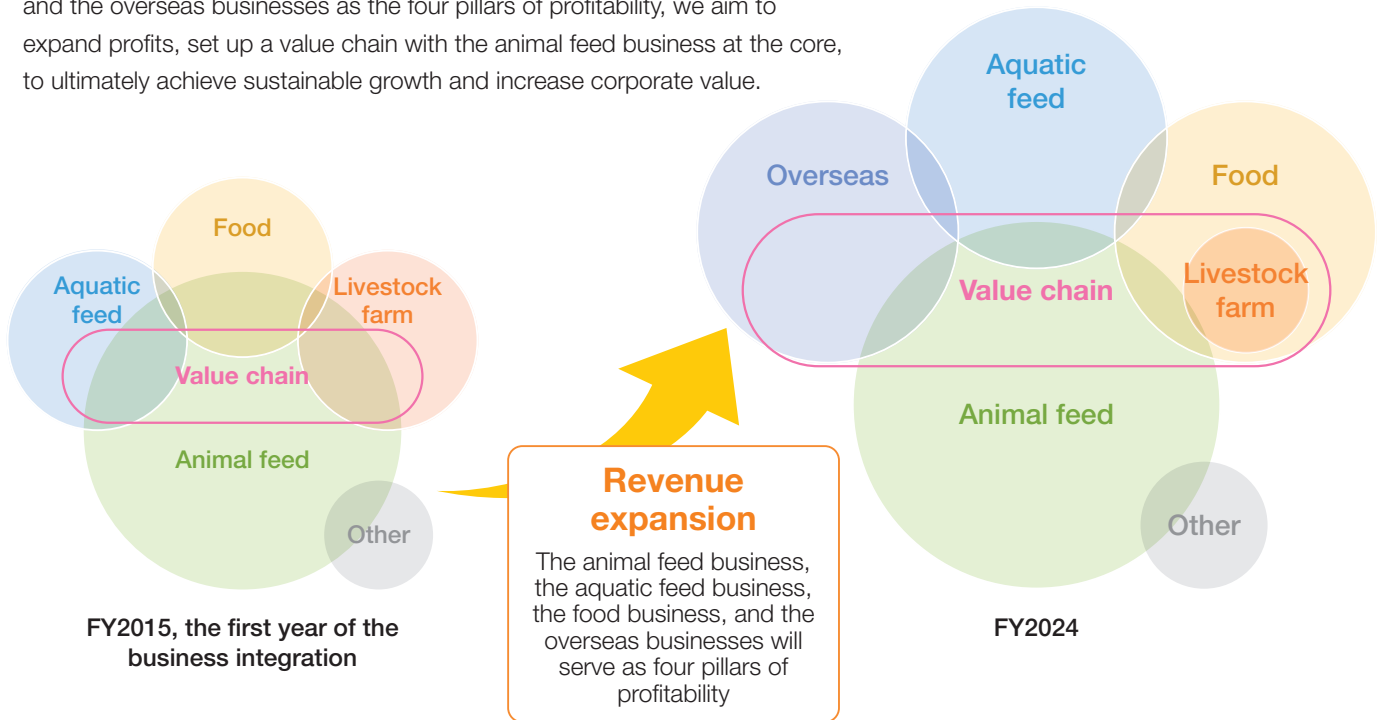 and the overseas businesses as the four pillars of profitability, we aim to
expand profits, set up a value chain with the animal feed business at the core,
to ultimately achieve sustainable growth and increase corporate value.
Food
Aquatic
feed
Livestock
farm
Value chain
Animal feed
Other
FY2015, the first year of the
business integration
Revenue
expansion
The animal feed business,
the aquatic feed business,
the food business, and the
overseas businesses will
serve as four pillars of
profitability
Aquatic
feed
Overseas
Food
Value chain
Livestock
farm
Animal feed
Other
FY2024